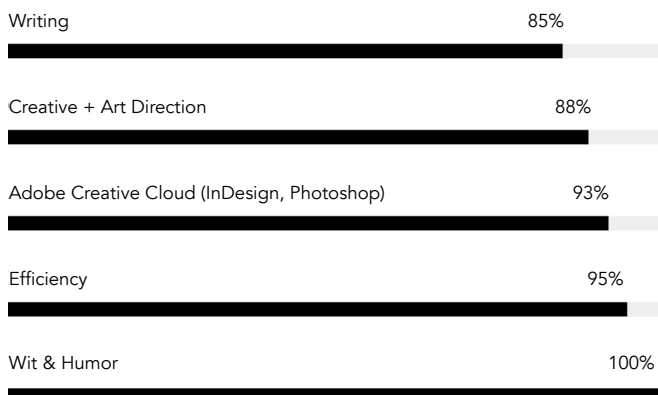 Writing 85%
Creative + Art Direction 88%
Adobe Creative Cloud (InDesign, Photoshop) 93%
Efficiency 95%
Wit & Humor 100%